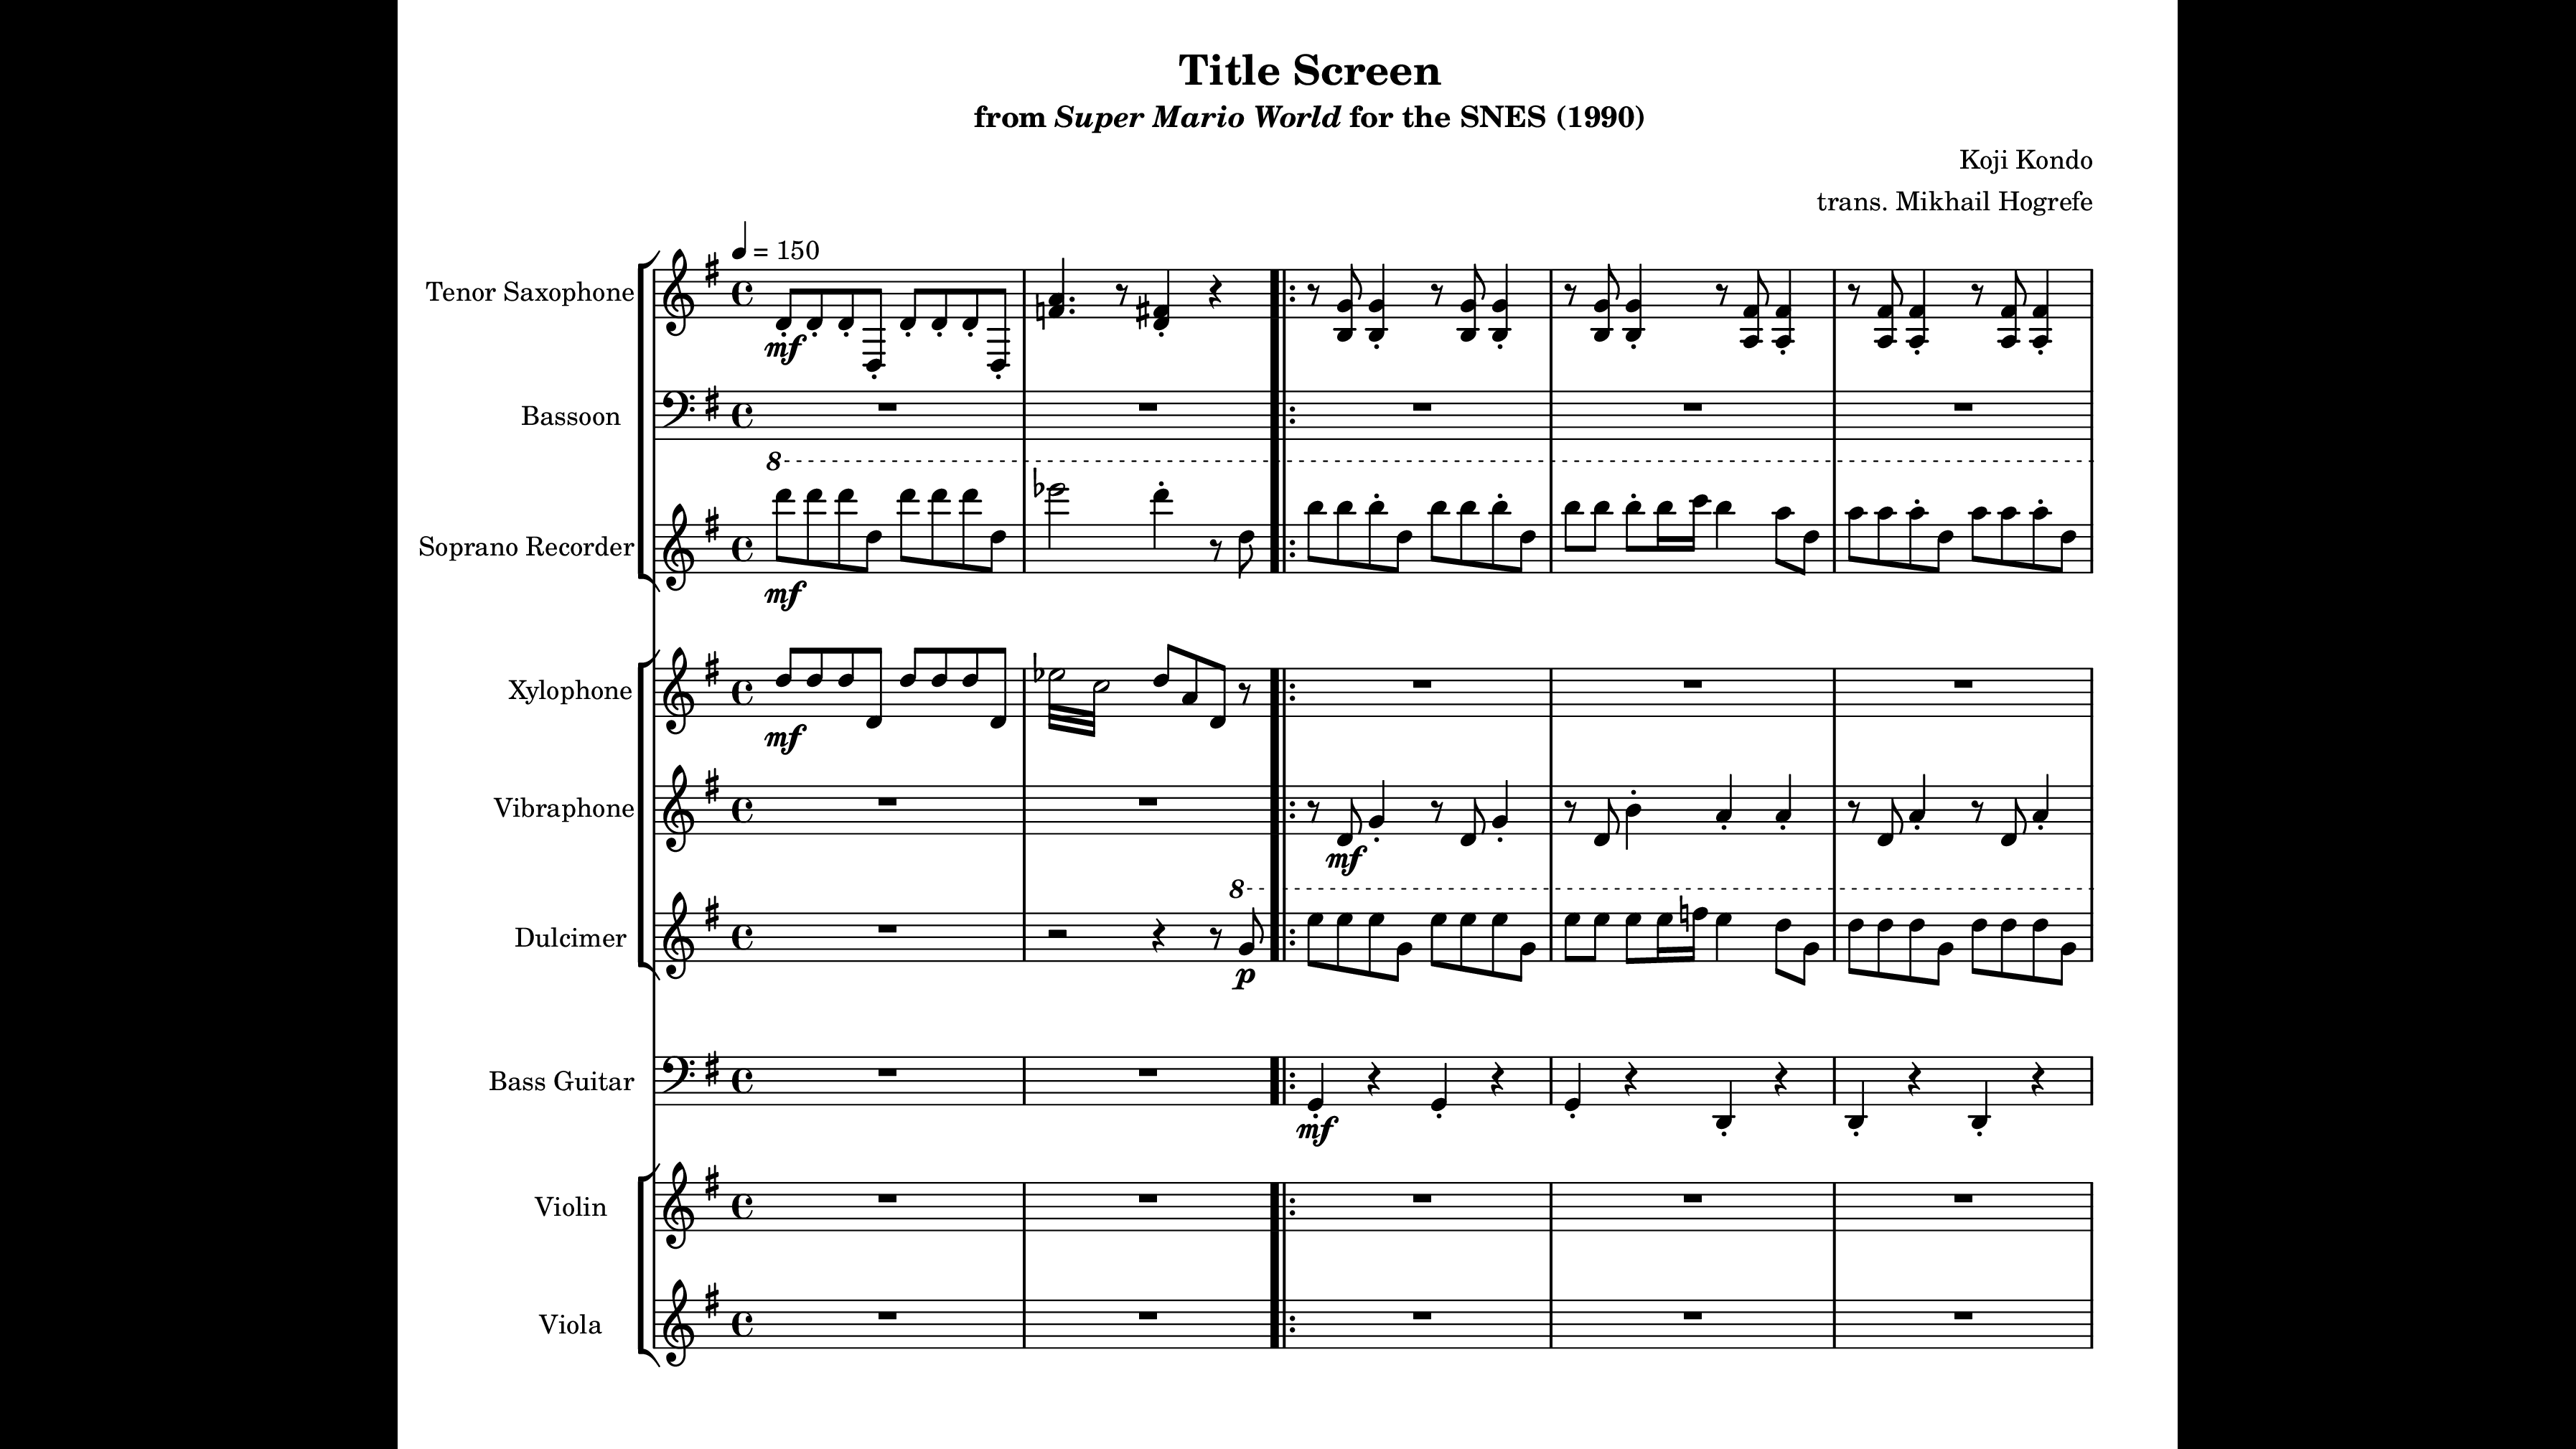 Title Screen
from Super Mario World for the SNES (1990)
Koji Kondo
trans. Mikhail Hogrefe
= 150
Tenor Saxophone
mf
Bassoon
8
Soprano Recorder
mf
Xylophone
mf
Vibraphone
mf
8
Dulcimer
p
Bass Guitar
mf
Violin
Viola